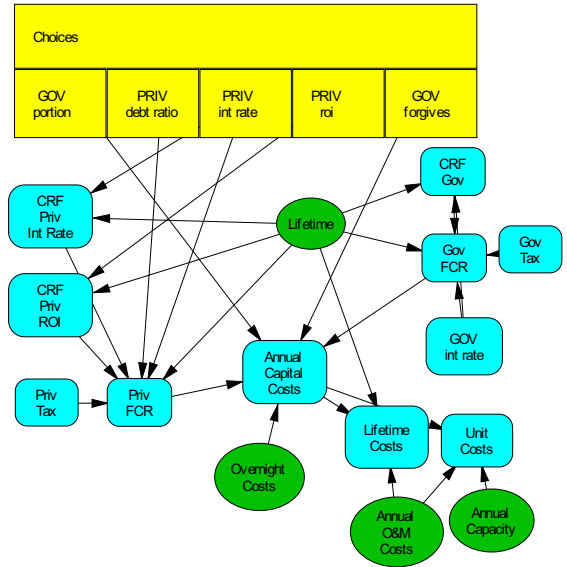 Choices
GOV
portion
PRIV
debt ratio
PRIV
int rate
PRIV
roi
GOV
forgives
CRF
Gov
CRF
Priv
Int Rate
Lifetime
Gov
FCR
Gov
Tax
CRF
Priv
ROI
GOV
int rate
Annual
Capital
Costs
Priv
Tax
Priv
FCR
Lifetime
Costs
Unit
Costs
Overnight
Costs
Annual
O&M
Costs
Annual
Capacity